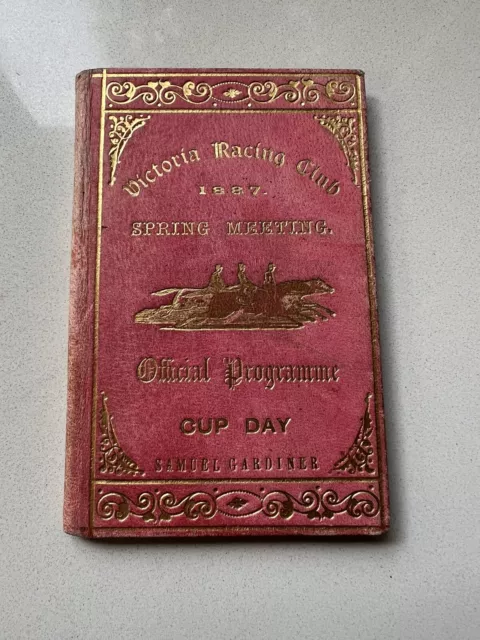 Victoria Racing Club
1887.
SPRING MEETING.
Official Programme
CUP DAY
SAMUEL GARDINER